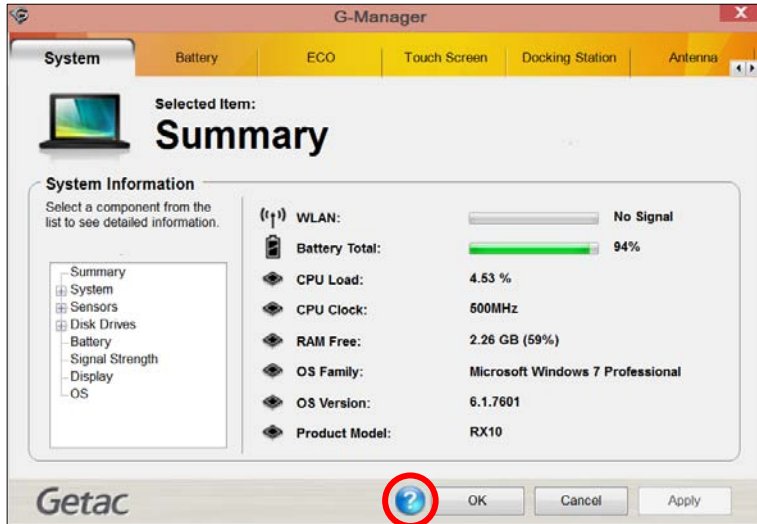 G-Manager
X
System Battery ECO Touch Screen Docking Station Antenna
Selected Item:
Summary
System Information
Select a component from the
list to see detailed information.
Summary
System
Sensors
Disk Drives
Battery
Signal Strength
Display
OS
WLAN: No Signal
Battery Total: 94%
CPU Load: 4.53 %
CPU Clock: 500MHz
RAM Free: 2.26 GB (59%)
OS Family: Microsoft Windows 7 Professional
OS Version: 6.1.7601
Product Model: RX10
Getac ? OK Cancel Apply